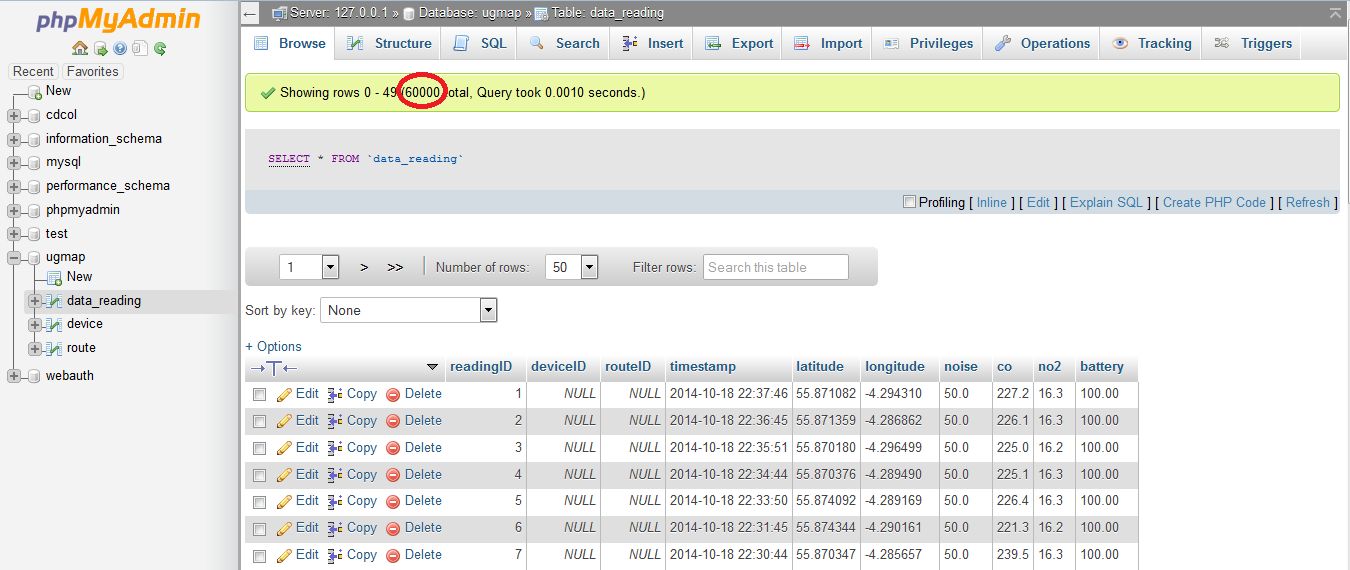 phpMyAdmin
Recent Favorites
New
cdcol
information_schema
mysql
performance_schema
phpmyadmin
test
ugmap
New
data_reading
device
route
webauth
Server: 127.0.0.1 » Database: ugmap » Table: data_reading
Browse Structure SQL Search Insert Export Import Privileges Operations Tracking Triggers
Showing rows 0 - 49 (60000 total, Query took 0.0010 seconds.)
SELECT * FROM `data_reading`
Profiling [ Inline ] [ Edit ] [ Explain SQL ] [ Create PHP Code ] [ Refresh ]
1 > >> Number of rows: 50 Filter rows: Search this table
Sort by key: None
+ Options
readingID deviceID routeID timestamp latitude longitude noise co no2 battery
Edit Copy Delete 1 NULL NULL 2014-10-18 22:37:46 55.871082 -4.294310 50.0 227.2 16.3 100.00
Edit Copy Delete 2 NULL NULL 2014-10-18 22:36:45 55.871359 -4.286862 50.0 226.1 16.3 100.00
Edit Copy Delete 3 NULL NULL 2014-10-18 22:35:51 55.870180 -4.296499 50.0 225.0 16.2 100.00
Edit Copy Delete 4 NULL NULL 2014-10-18 22:34:44 55.870376 -4.289490 50.0 225.1 16.3 100.00
Edit Copy Delete 5 NULL NULL 2014-10-18 22:33:50 55.874092 -4.289169 50.0 226.4 16.3 100.00
Edit Copy Delete 6 NULL NULL 2014-10-18 22:31:45 55.874344 -4.290161 50.0 221.3 16.2 100.00
Edit Copy Delete 7 NULL NULL 2014-10-18 22:30:44 55.870347 -4.285657 50.0 239.5 16.3 100.00